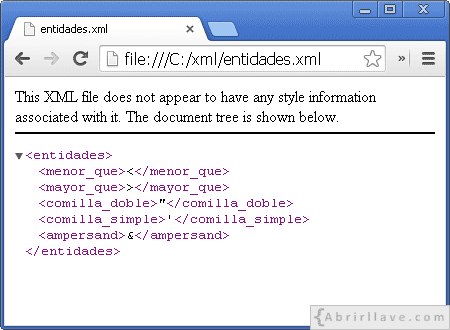 entidades.xml
file:///C:/xml/entidades.xml
This XML file does not appear to have any style information
associated with it. The document tree is shown below.
▼<entidades>
<menor_que><</menor_que>
<mayor_que>></mayor_que>
<comilla_doble>"</comilla_doble>
<comilla_simple>'</comilla_simple>
<ampersand>&</ampersand>
</entidades>
{Abrirllave.com